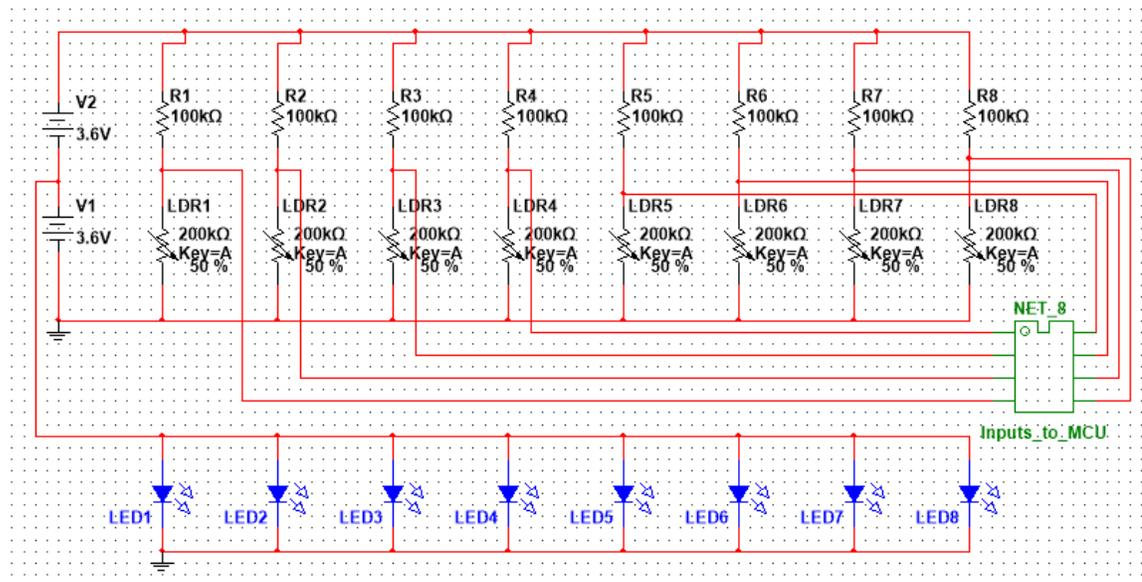 V2
3.6V
R1
100kΩ
R2
100kΩ
R3
100kΩ
R4
100kΩ
R5
100kΩ
R6
100kΩ
R7
100kΩ
R8
100kΩ
V1
3.6V
LDR1
200kΩ
Key=A
50 %
LDR2
200kΩ
Key=A
50 %
LDR3
200kΩ
Key=A
50 %
LDR4
200kΩ
Key=A
50 %
LDR5
200kΩ
Key=A
50 %
LDR6
200kΩ
Key=A
50 %
LDR7
200kΩ
Key=A
50 %
LDR8
200kΩ
Key=A
50 %
NET_8
Inputs_to_MCU
LED1
LED2
LED3
LED4
LED5
LED6
LED7
LED8